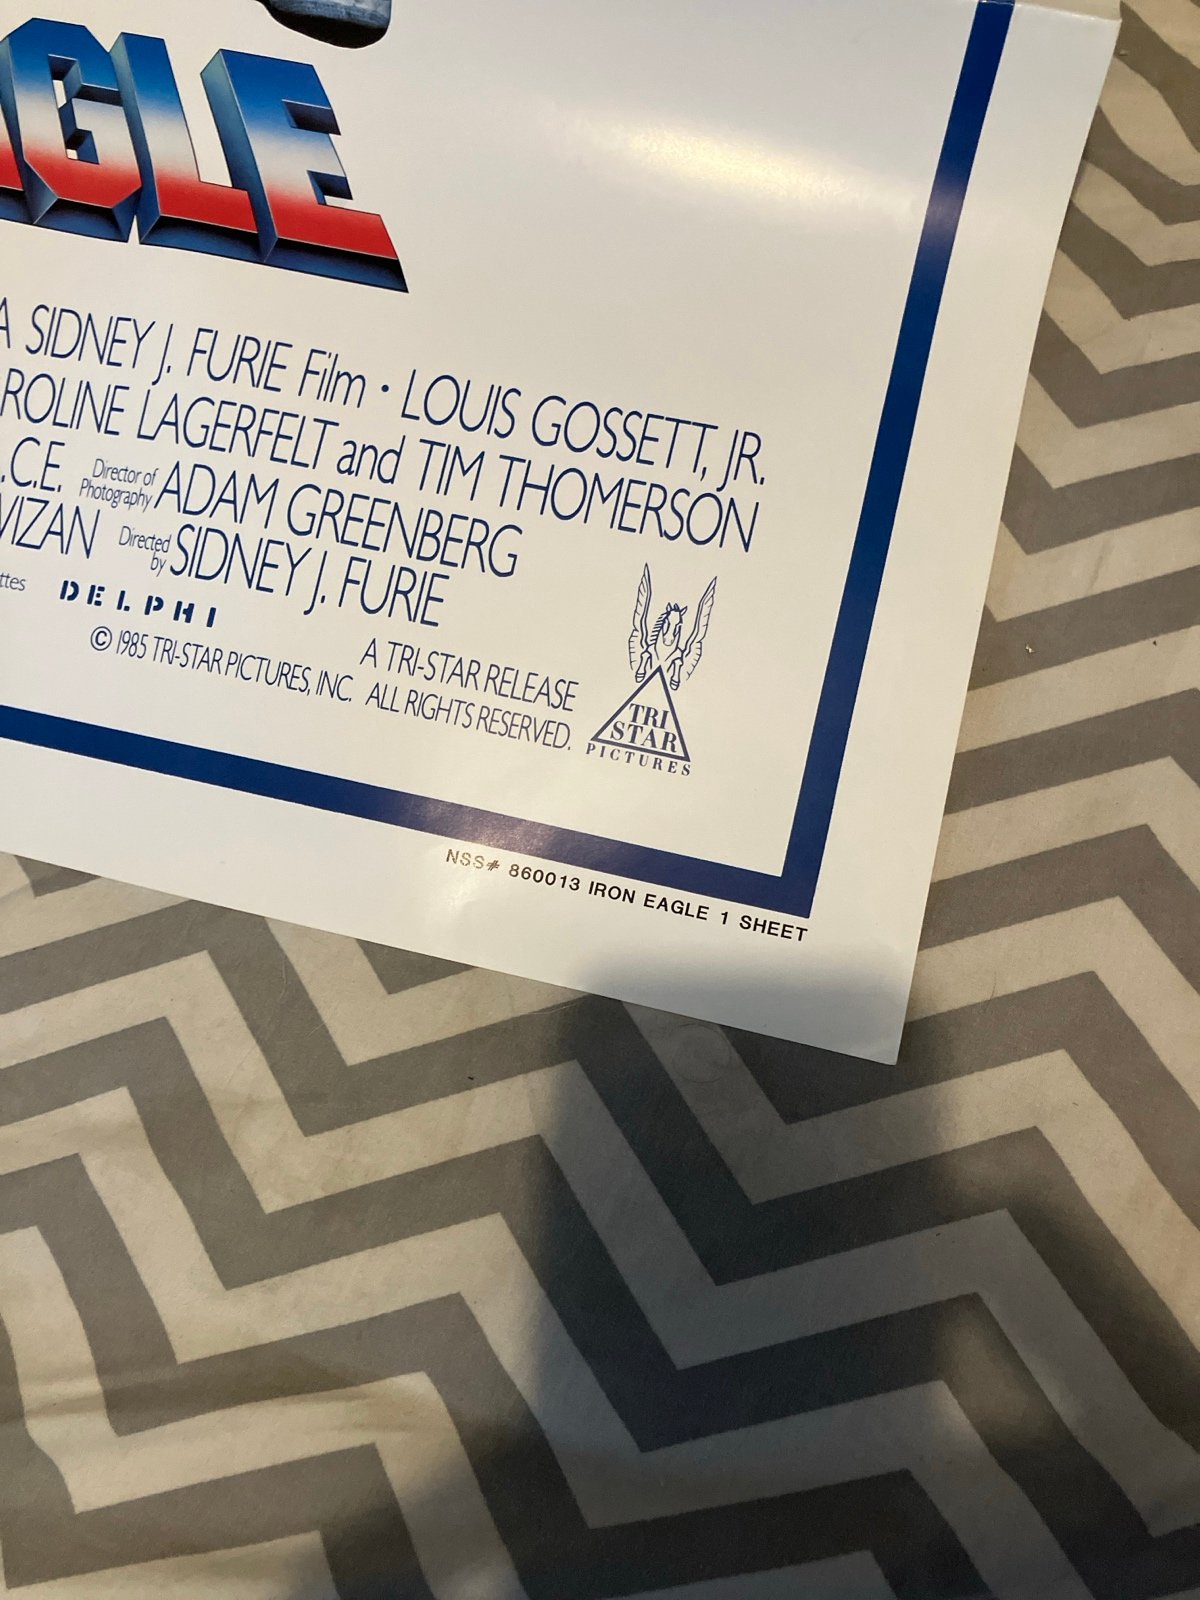 GLE
A SIDNEY J. FURIE Film • LOUIS GOSSETT, JR.
ROLINE LAGERFELT and TIM THOMERSON
.C.E. Director of Photography ADAM GREENBERG
VIZAN Directed by SIDNEY J. FURIE
ttes DELPHI
A TRI-STAR RELEASE
© 1985 TRI-STAR PICTURES, INC. ALL RIGHTS RESERVED.
TRI
STAR
PICTURES
NSS# 860013 IRON EAGLE 1 SHEET